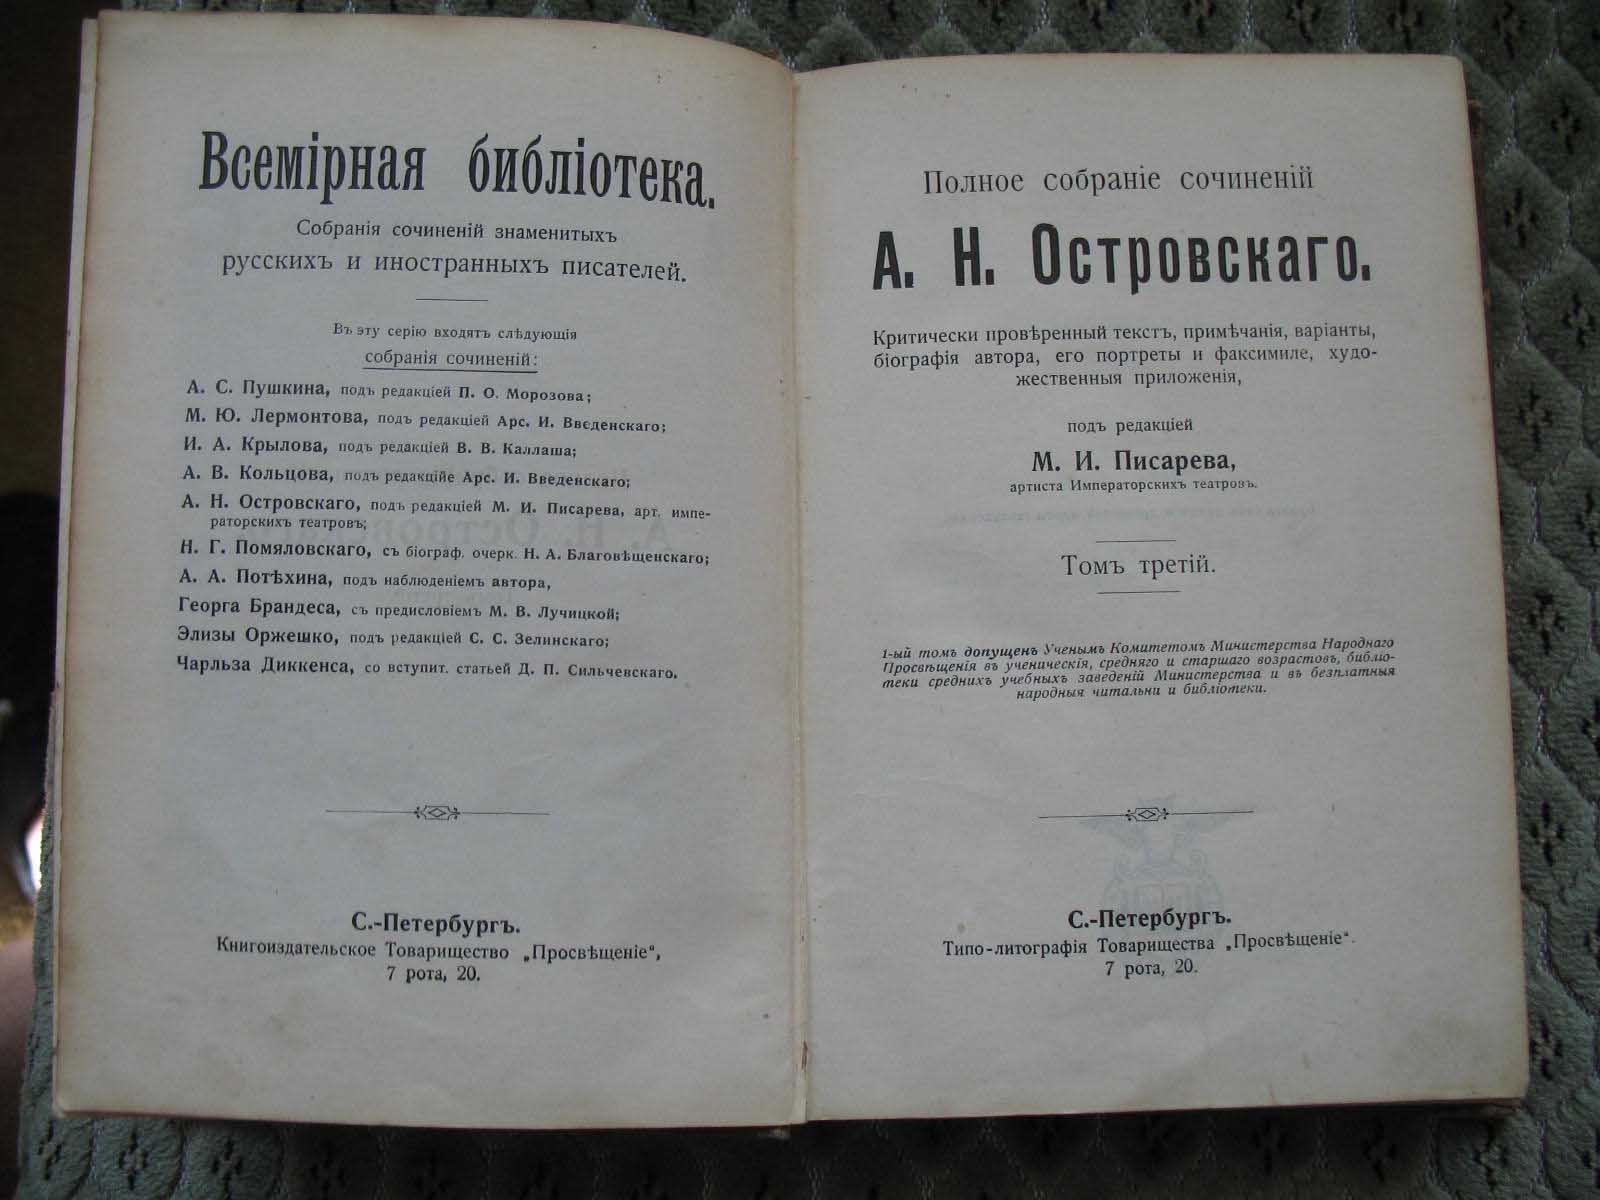 Всемірная библіотека.
Собранія сочиненій знаменитыхъ
русскихъ и иностранныхъ писателей.
Въ эту серію входятъ слѣдующія
собранія сочиненій:
А. С. Пушкина, подъ редакціей П. О. Морозова;
М. Ю. Лермонтова, подъ редакціей Арс. И. Введенскаго;
И. А. Крылова, подъ редакціей В. В. Каллаша;
А. В. Кольцова, подъ редакційе Арс. И. Введенскаго;
А. Н. Островскаго, подъ редакціей М. И. Писарева, арт. импе-
раторскихъ театровъ;
Н. Г. Помяловскаго, съ біограф. очерк. Н. А. Благовѣщенскаго;
А. А. Потѣхина, подъ наблюденіемъ автора,
Георга Брандеса, съ предисловіемъ М. В. Лучицкой;
Элизы Оржешко, подъ редакціей С. С. Зелинскаго;
Чарльза Диккенса, со вступит. статьей Д. П. Сильчевскаго.
С.-Петербургъ.
Книгоиздательское Товарищество „Просвѣщеніе“,
7 рота, 20.
Полное собраніе сочиненій
А. Н. Островскаго.
Критически провѣренный текстъ, примѣчанія, варіанты,
біографія автора, его портреты и факсимиле, худо-
жественныя приложенія,
подъ редакціей
М. И. Писарева,
артиста Императорскихъ театровъ.
Томъ третій.
1-ый томъ допущенъ Ученымъ Комитетомъ Министерства Народнаго
Просвѣщенія въ ученическія, средняго и старшаго возрастовъ, библіо-
теки среднихъ учебныхъ заведеній Министерства и въ безплатныя
народныя читальни и библіотеки.
С.-Петербургъ.
Типо-литографія Товарищества „Просвѣщеніе“.
7 рота, 20.